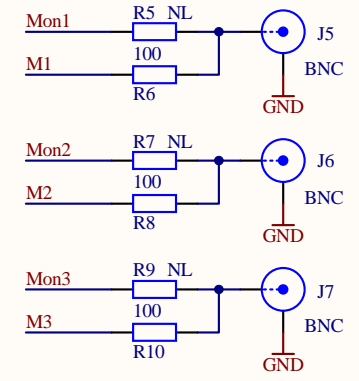 Mon1 R5 NL J5
M1 100 BNC
R6 GND
Mon2 R7 NL J6
M2 100 BNC
R8 GND
Mon3 R9 NL J7
M3 100 BNC
R10 GND